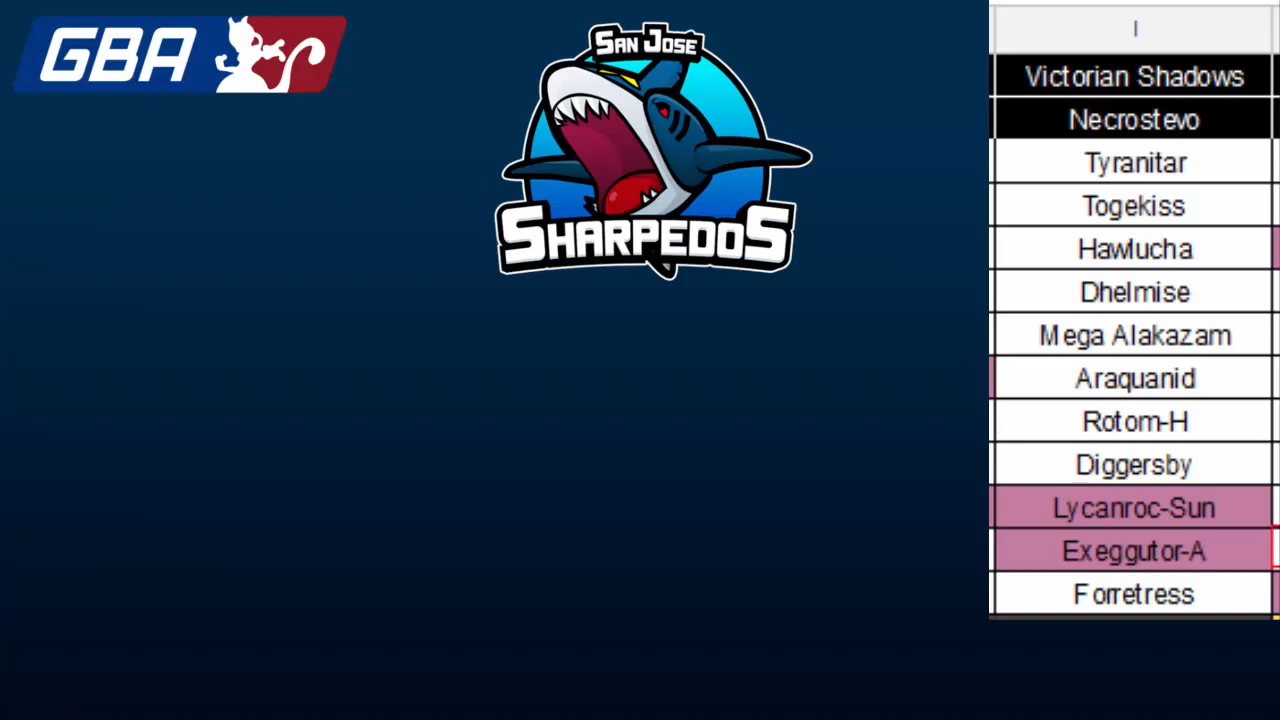 GBA
SAN JOSE
SHARPEDOS
I
Victorian Shadows
Necrostevo
Tyranitar
Togekiss
Hawlucha
Dhelmise
Mega Alakazam
Araquanid
Rotom-H
Diggersby
Lycanroc-Sun
Exeggutor-A
Forretress